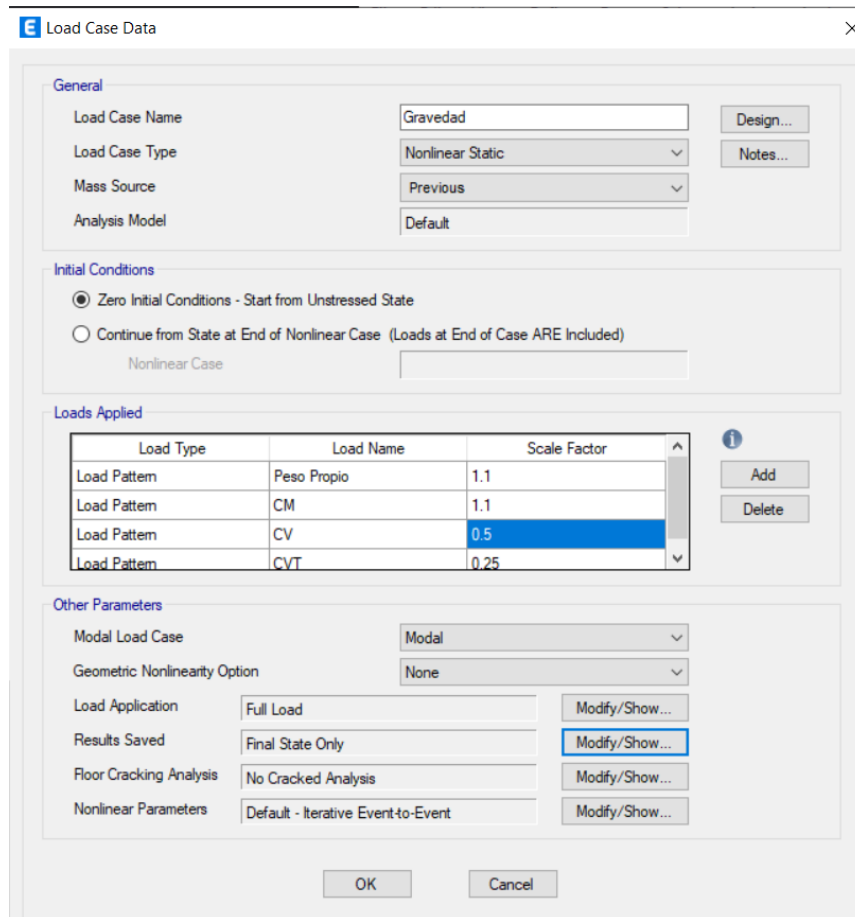 E Load Case Data
General
Load Case Name Gravedad Design...
Load Case Type Nonlinear Static Notes...
Mass Source Previous
Analysis Model Default
Initial Conditions
Zero Initial Conditions - Start from Unstressed State
Continue from State at End of Nonlinear Case (Loads at End of Case ARE Included)
Nonlinear Case
Loads Applied
Load Type Load Name Scale Factor
Load Pattern Peso Propio 1.1 Add
Load Pattern CM 1.1 Delete
Load Pattern CV 0.5
Load Pattern CVT 0.25
Other Parameters
Modal Load Case Modal
Geometric Nonlinearity Option None
Load Application Full Load Modify/Show...
Results Saved Final State Only Modify/Show...
Floor Cracking Analysis No Cracked Analysis Modify/Show...
Nonlinear Parameters Default - Iterative Event-to-Event Modify/Show...
OK Cancel